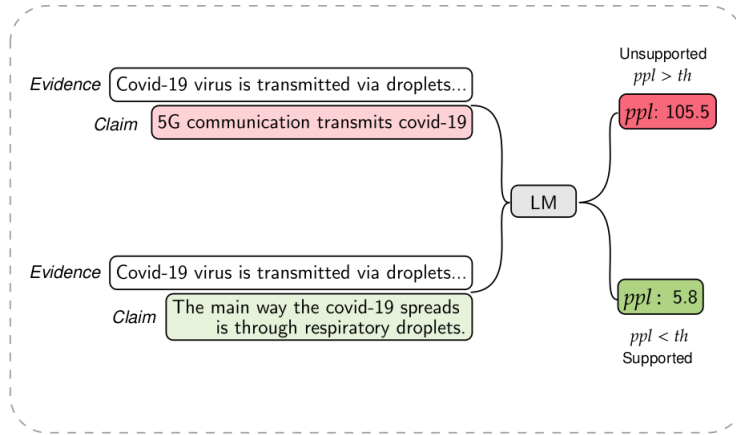 Evidence Covid-19 virus is transmitted via droplets...
Claim 5G communication transmits covid-19
Unsupported
ppl > th
ppl: 105.5
LM
Evidence Covid-19 virus is transmitted via droplets...
Claim The main way the covid-19 spreads
is through respiratory droplets.
ppl: 5.8
ppl < th
Supported